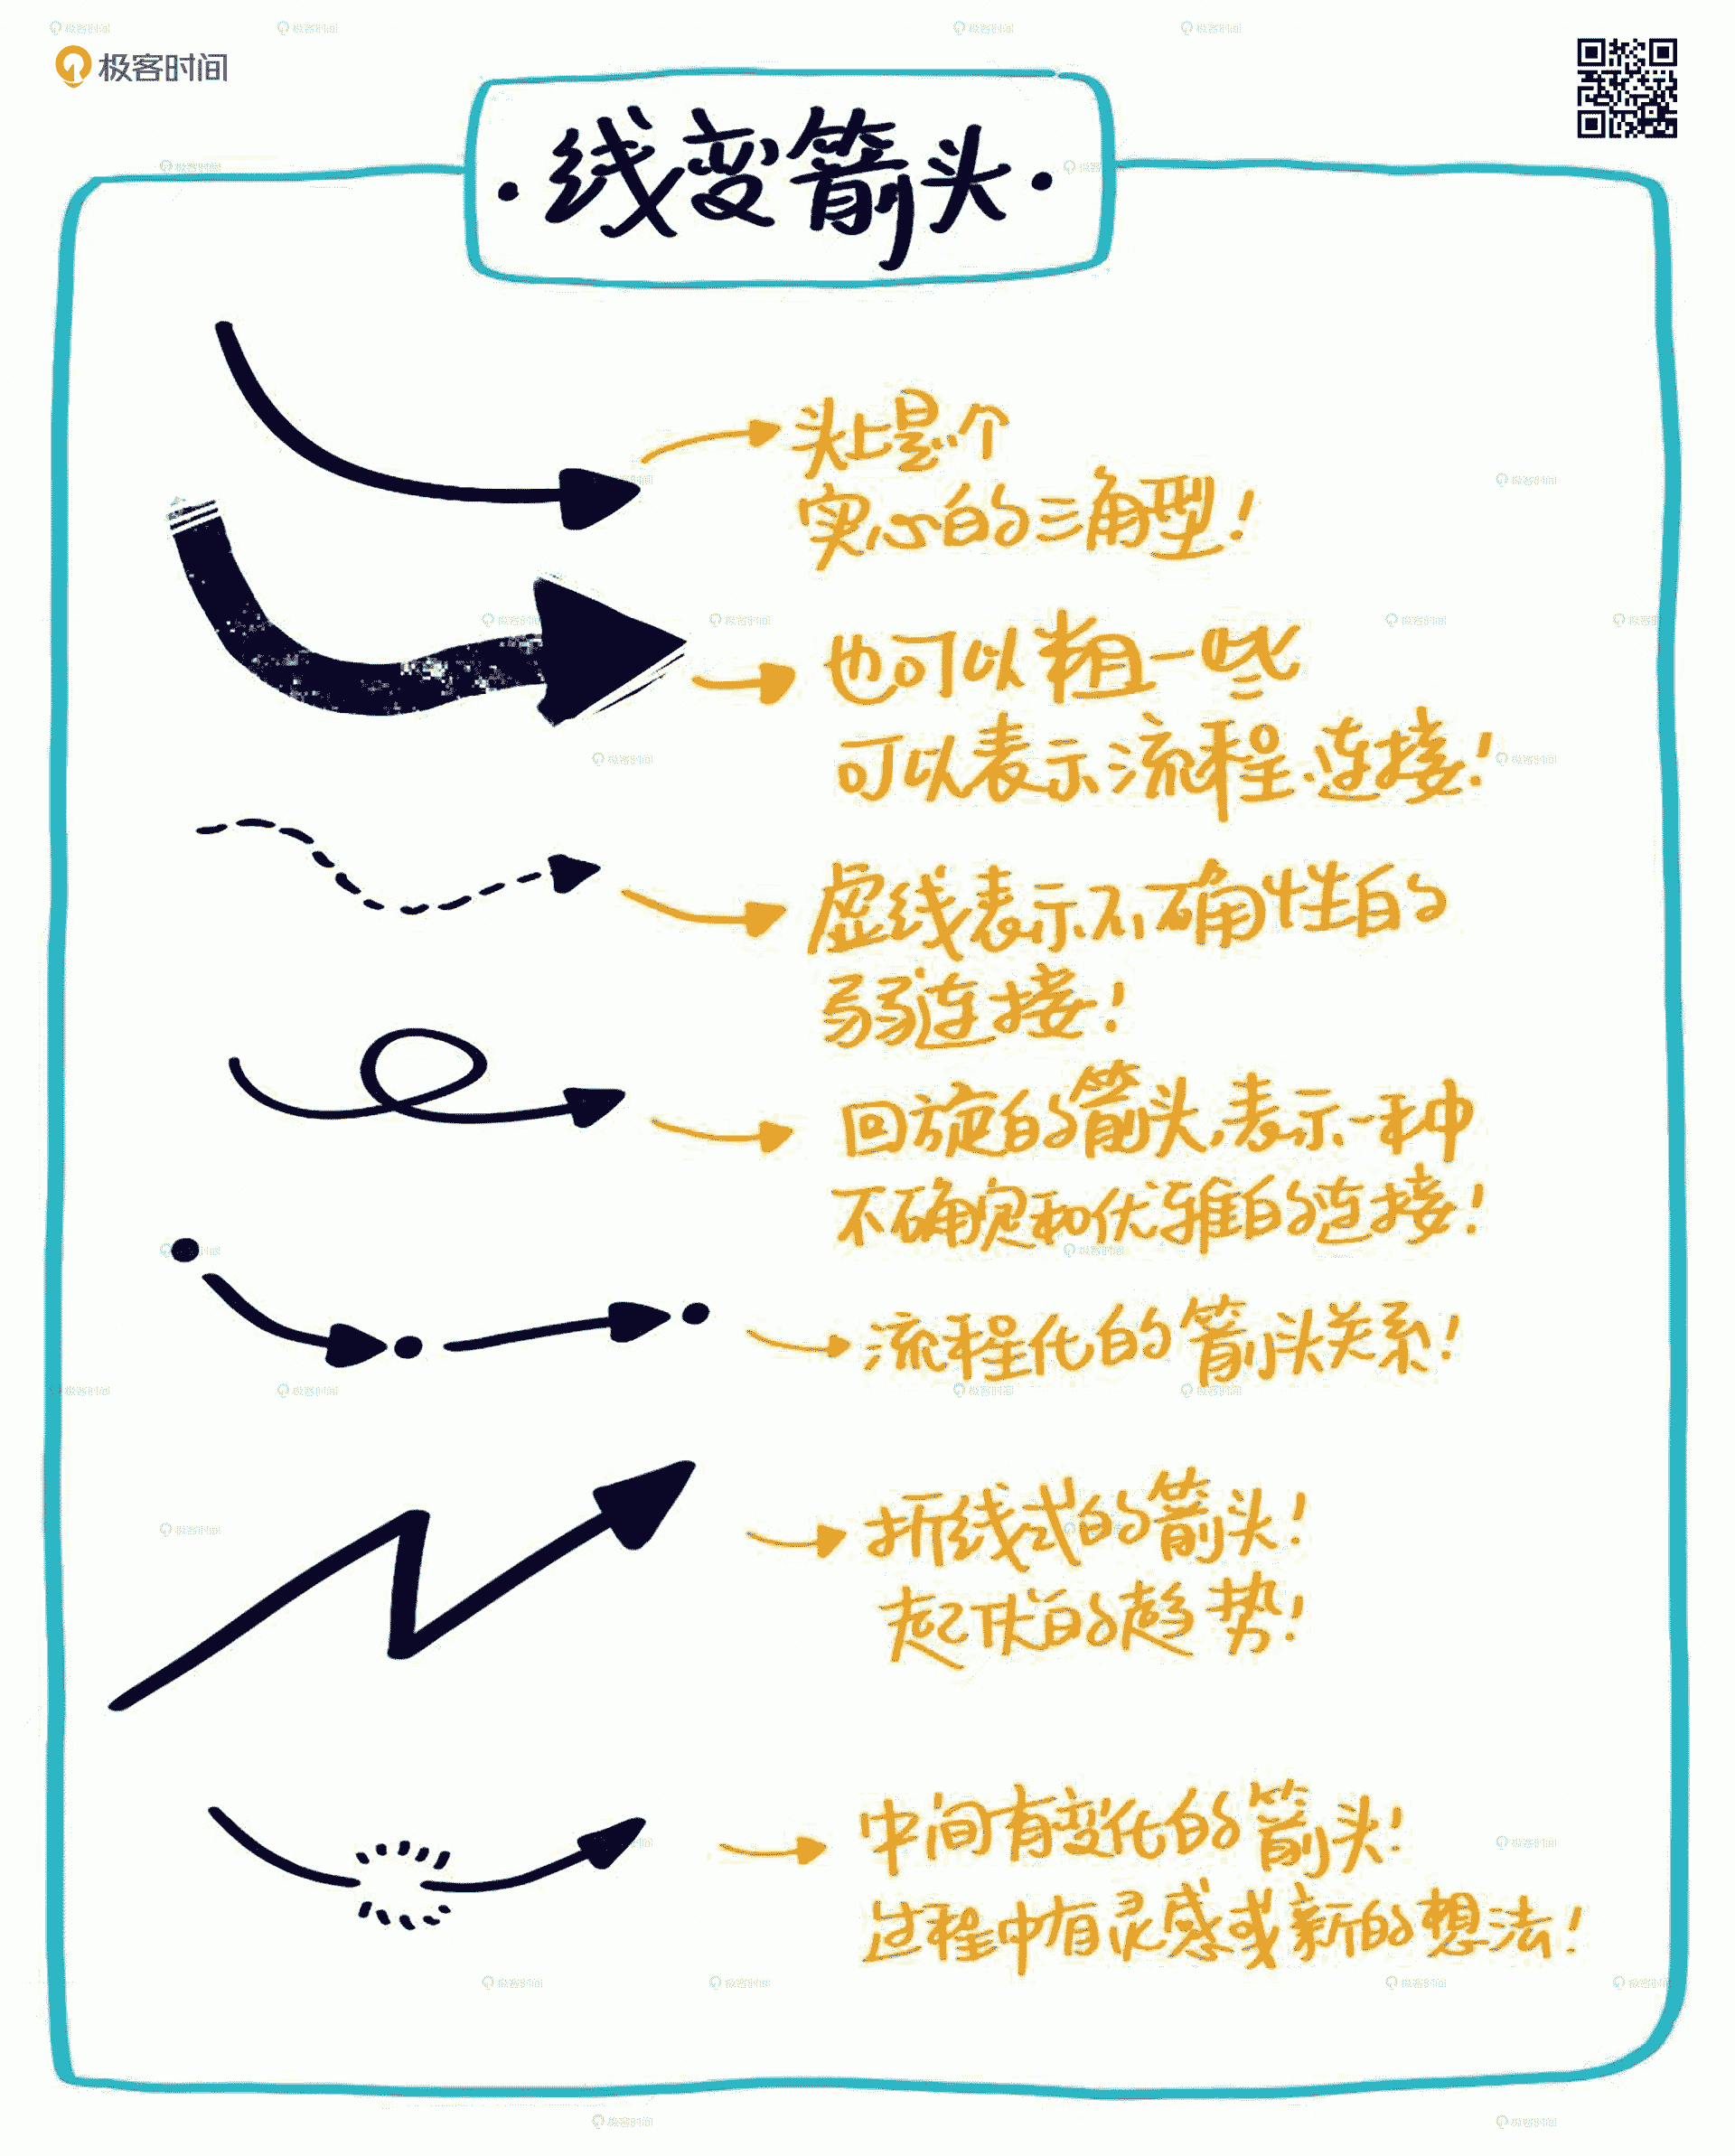 极客时间
·线变箭头·
头上是个
实心的三角型!
也可以粗一些
可以表示流程.连接!
虚线表示不确性的
弱连接!
回旋的箭头,表示一种
不确定和优雅的连接!
流程化的箭头关系!
折线式的箭头!
起伏的趋势!
中间有变化的箭头!
过程中有灵感或新的想法!